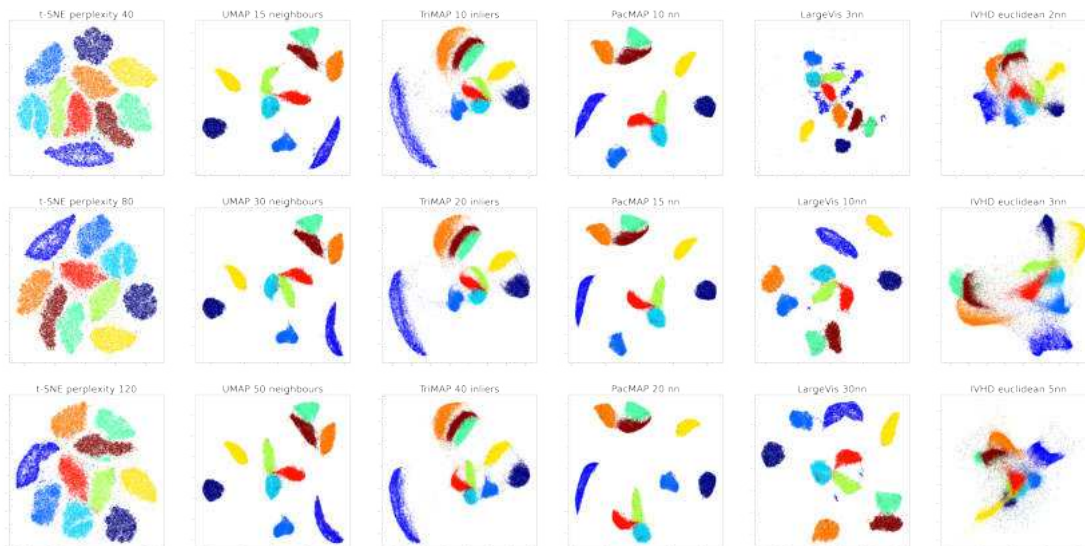 t-SNE perplexity 40
UMAP 15 neighbours
TriMAP 10 inliers
PacMAP 10 nn
LargeVis 3nn
IVHD euclidean 2nn
t-SNE perplexity 80
UMAP 30 neighbours
TriMAP 20 inliers
PacMAP 15 nn
LargeVis 10nn
IVHD euclidean 3nn
t-SNE perplexity 120
UMAP 50 neighbours
TriMAP 40 inliers
PacMAP 20 nn
LargeVis 30nn
IVHD euclidean 5nn